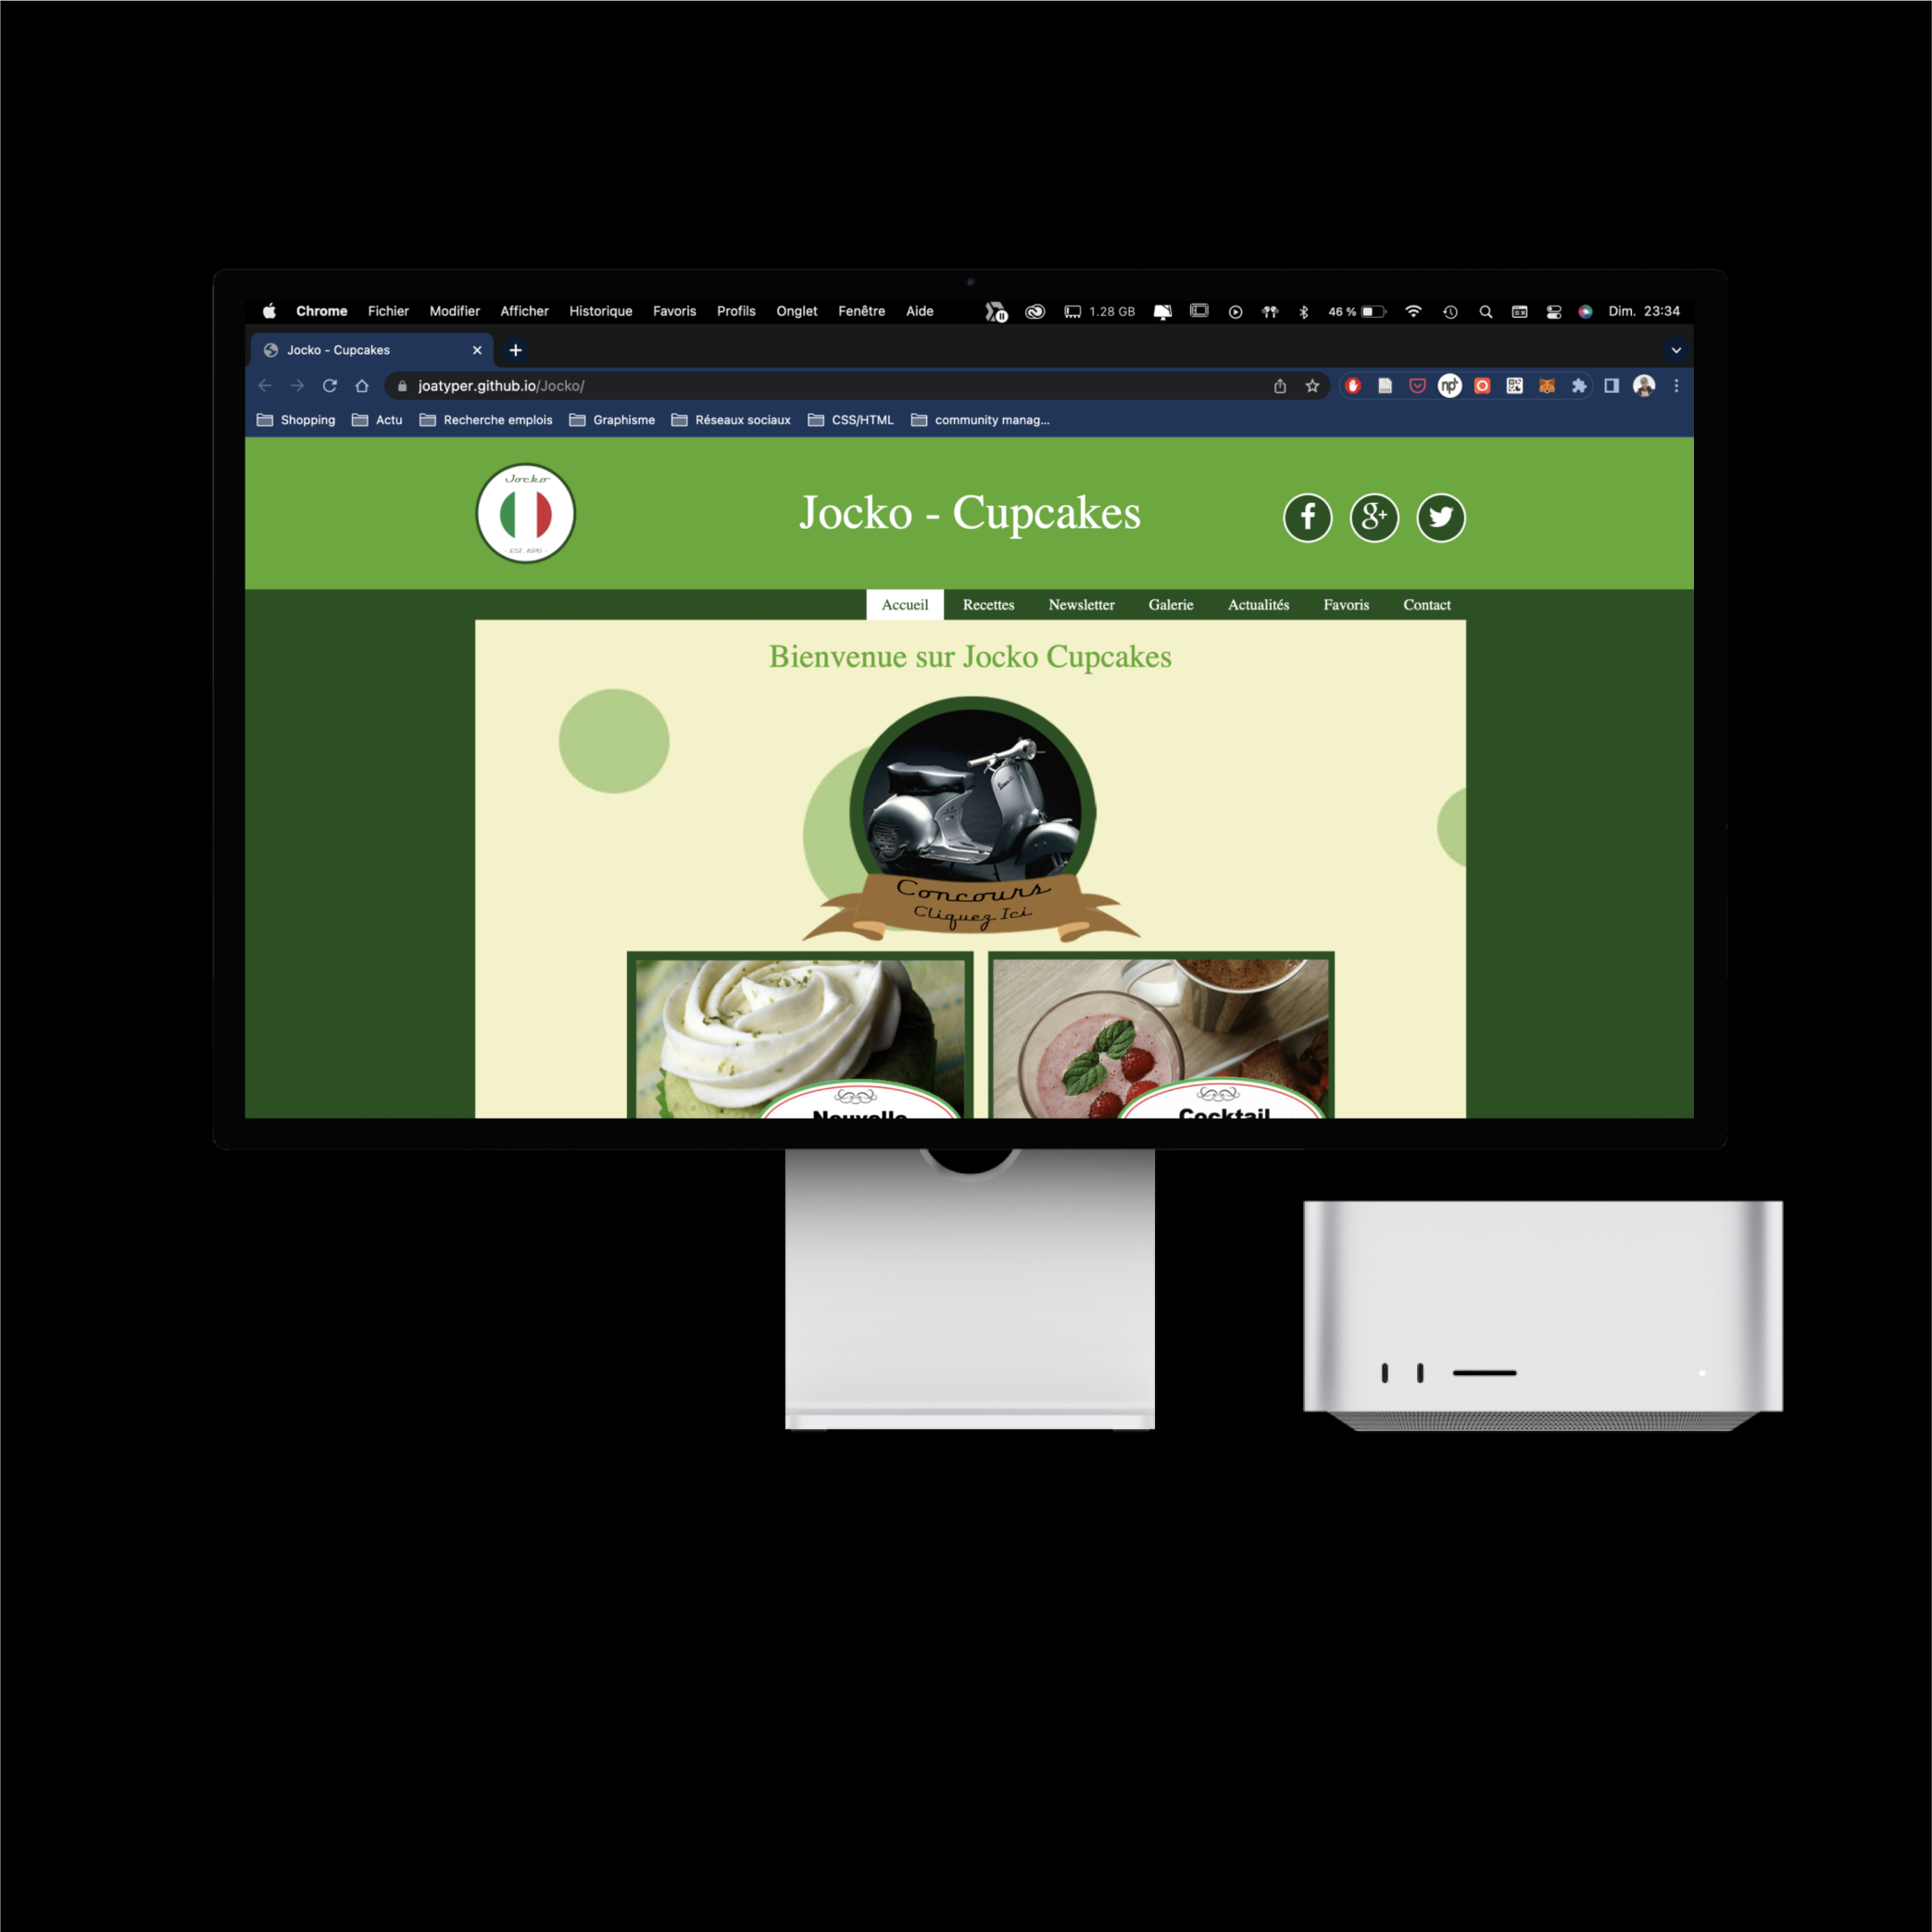 Chrome Fichier Modifier Afficher Historique Favoris Profils Onglet Fenêtre Aide 1.28 GB 46 % Dim. 23:34
Jocko - Cupcakes
joatyper.github.io/Jocko/
Shopping Actu Recherche emplois Graphisme Réseaux sociaux CSS/HTML community manag...
Jocko
Jocko - Cupcakes
Accueil Recettes Newsletter Galerie Actualités Favoris Contact
Bienvenue sur Jocko Cupcakes
Concours
Cliquez Ici
Nouvelle Cocktail